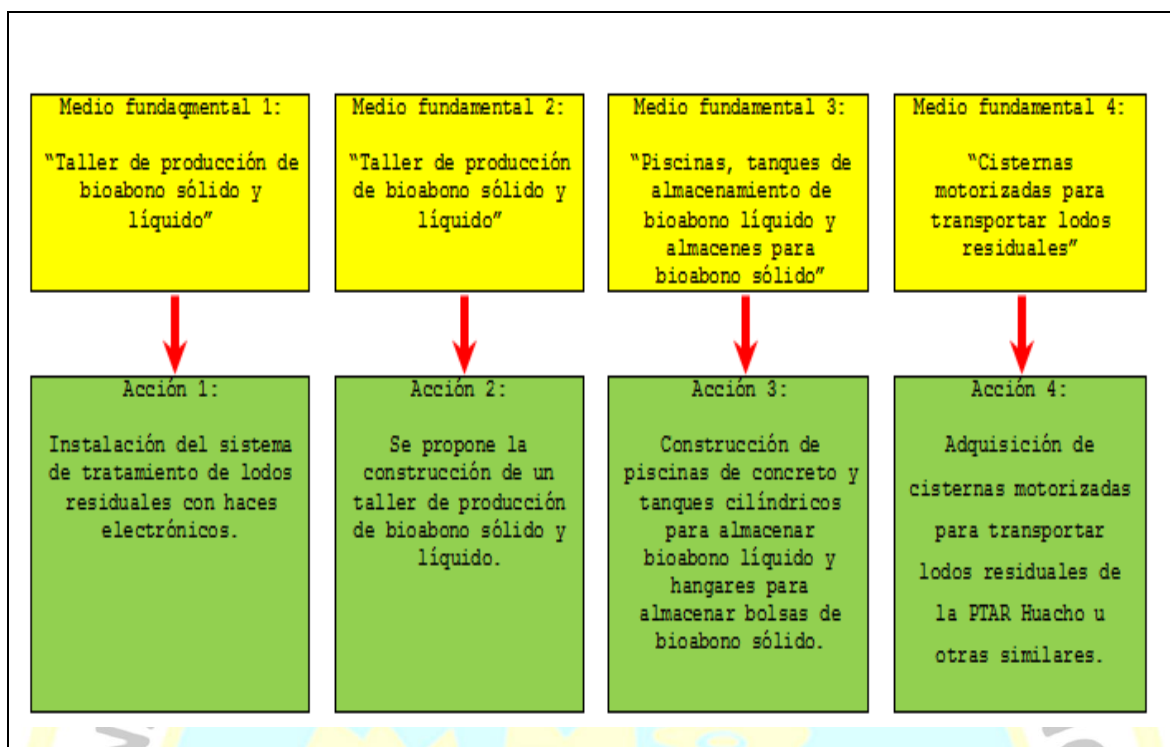 Medio fundaqmental 1:
“Taller de producción de
bioabono sólido y
líquido”
Medio fundamental 2:
“Taller de producción
de bioabono sólido y
líquido”
Medio fundamental 3:
“Piscinas, tanques de
almacenamiento de
bioabono líquido y
almacenes para
bioabono sólido”
Medio fundamental 4:
“Cisternas
motorizadas para
transportar lodos
residuales”
Acción 1:
Instalación del sistema
de tratamiento de lodos
residuales con haces
electrónicos.
Acción 2:
Se propone la
construcción de un
taller de producción
de bioabono sólido y
líquido.
Acción 3:
Construcción de
piscinas de concreto y
tanques cilíndricos
para almacenar
bioabono líquido y
hangares para
almacenar bolsas de
bioabono sólido.
Acción 4:
Adquisición de
cisternas motorizadas
para transportar
lodos residuales de
la PTAR Huacho u
otras similares.